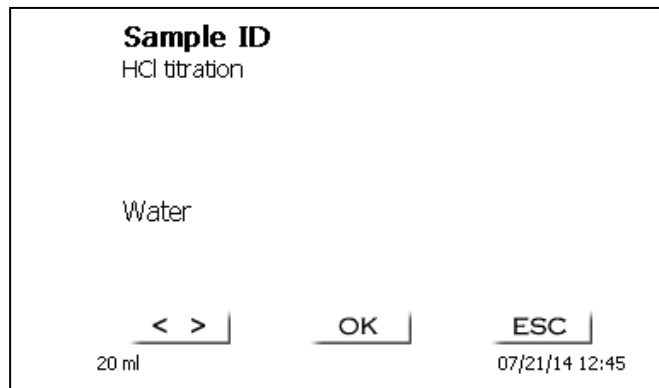 Sample ID
HCl titration
Water
< > OK ESC
20 ml 07/21/14 12:45